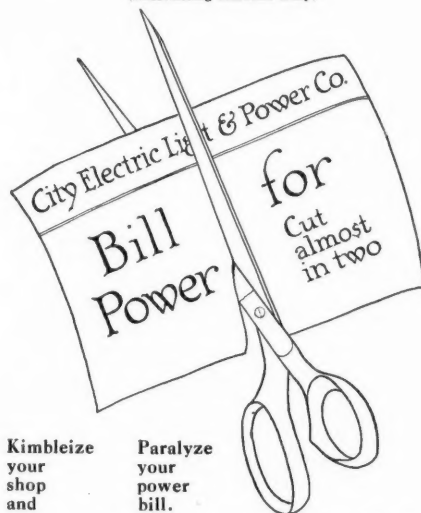 City Electric Light & Power Co.
Bill for
Power
Cut
almost
in two
Kimbleize
your
shop
and
Paralyze
your
power
bill.